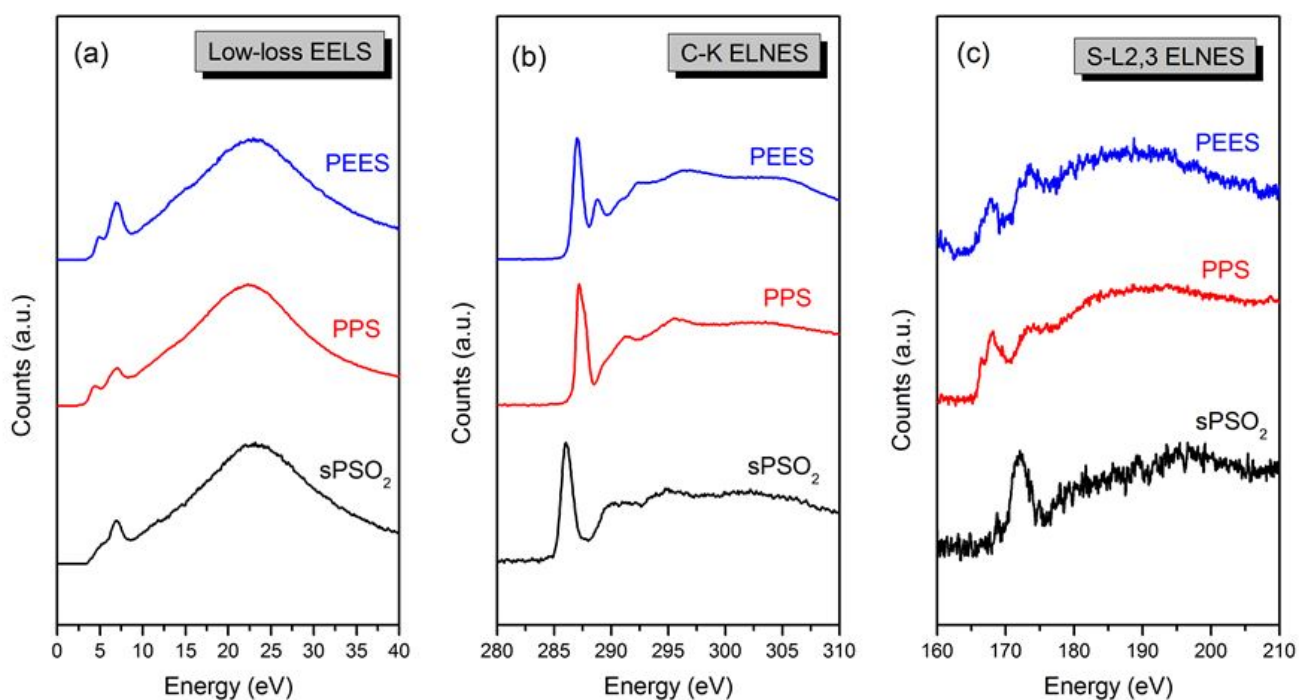 (a)
Low-loss EELS
PEES
PPS
sPSO₂
Counts (a.u.)
0 5 10 15 20 25 30 35 40
Energy (eV)
(b)
C-K ELNES
PEES
PPS
sPSO₂
Counts (a.u.)
280 285 290 295 300 305 310
Energy (eV)
(c)
S-L2,3 ELNES
PEES
PPS
sPSO₂
Counts (a.u.)
160 170 180 190 200 210
Energy (eV)